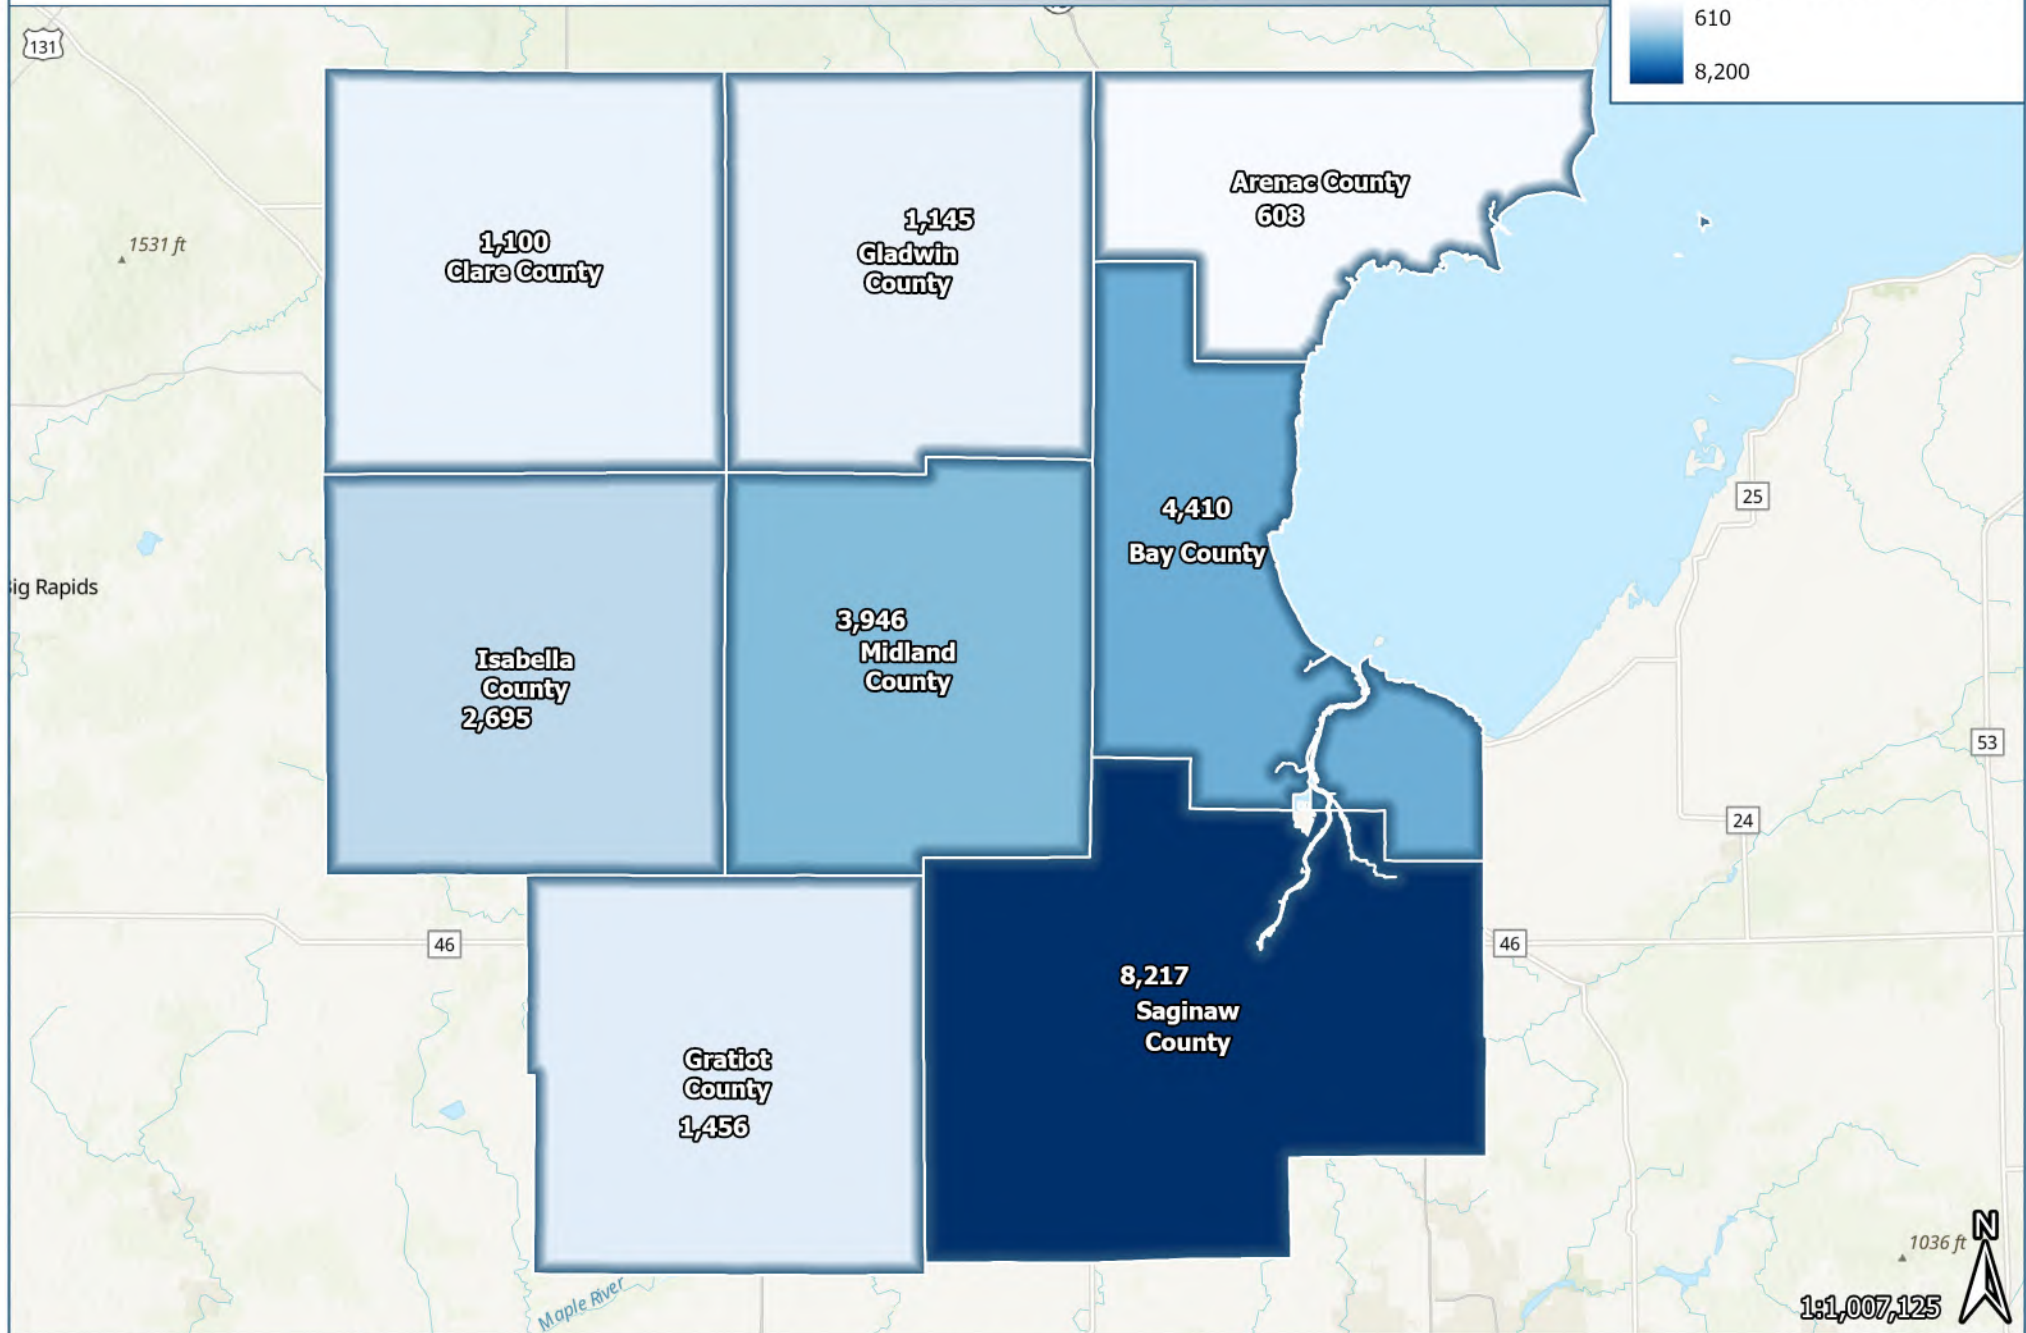 610
8,200
131
Arenac County
608
1,145
Gladwin
County
1,100
Clare County
1531 ft
4,410
Bay County
25
ig Rapids
3,946
Midland
County
Isabella
County
2,695
53
24
46
46
8,217
Saginaw
County
Gratiot
County
1,456
Maple River
N
1036 ft
1:1,007,125